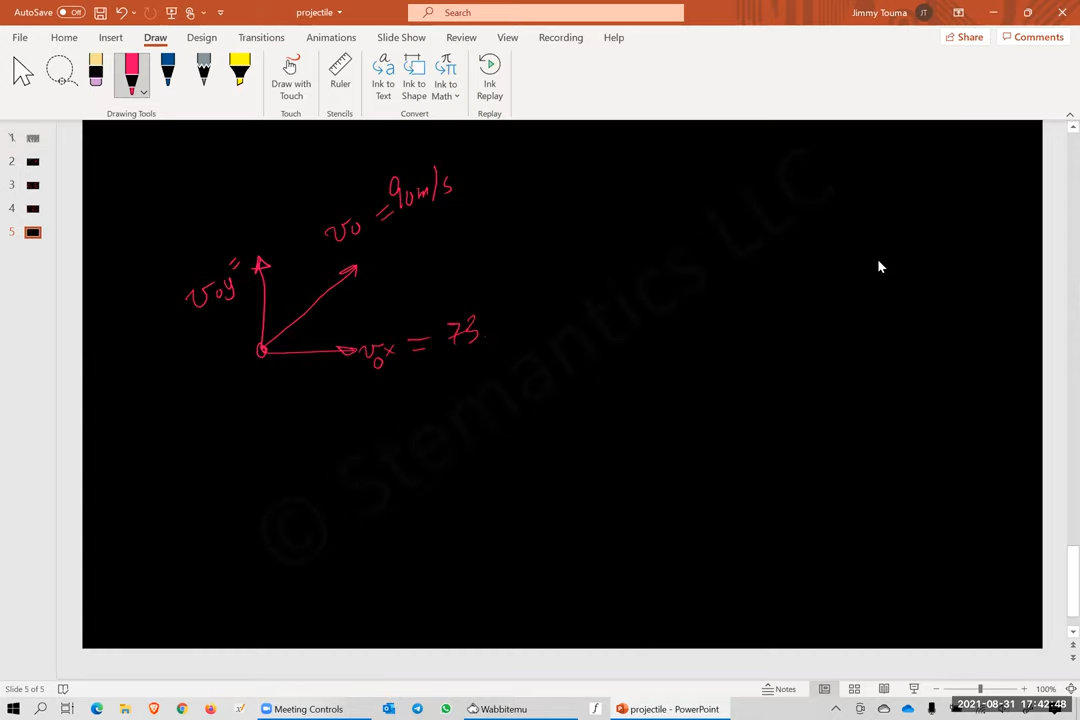 AutoSave Off projectile Search Jimmy Touma JT
File Home Insert Draw Design Transitions Animations Slide Show Review View Recording Help Share Comments
Draw with Touch Ruler Ink to Text Ink to Shape Ink to Math Ink Replay
Drawing Tools Touch Stencils Convert Replay
1
2
3
4
5
v0 = 90m/s
v0y =
v0x = 73.
© Stemantics LLC
Slide 5 of 5 Notes 100%
Meeting Controls Wabbitemu projectile - PowerPoint 2021-08-31 17:42:48